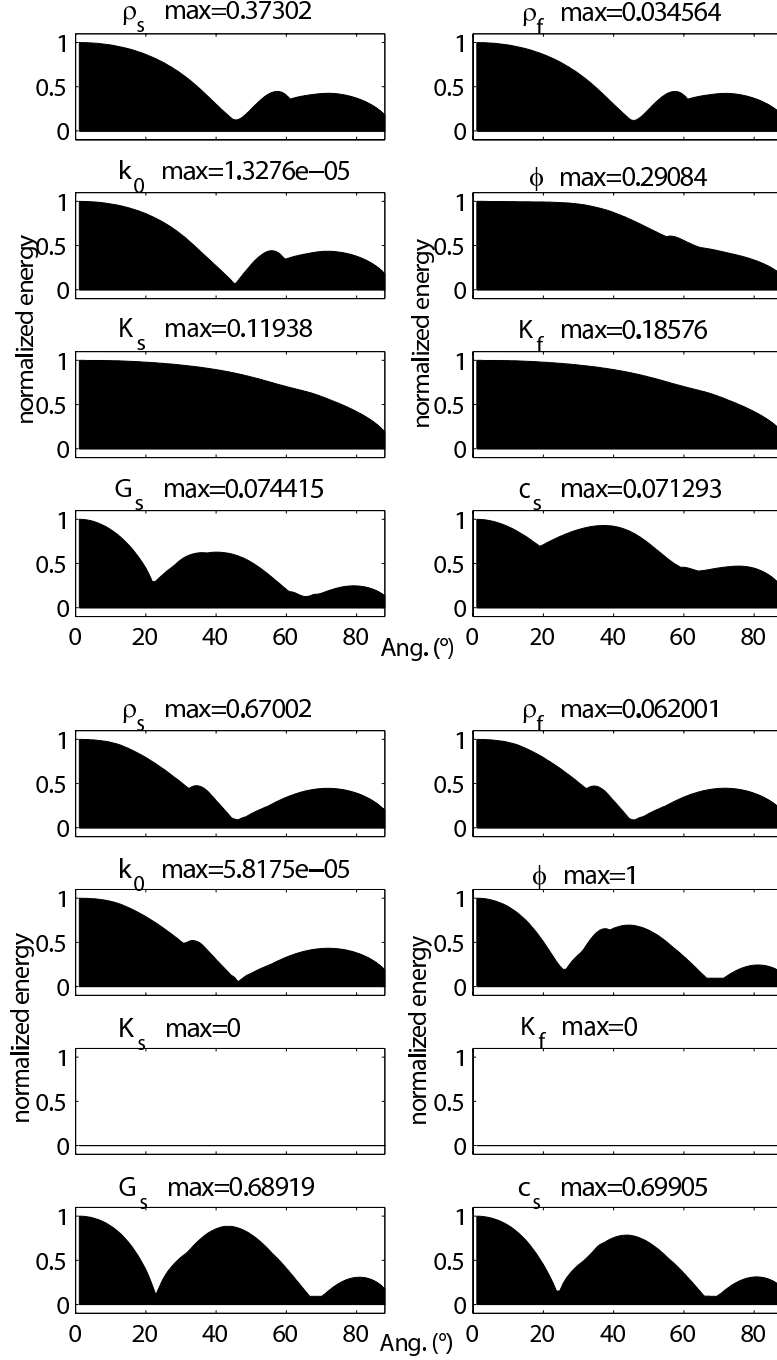 ρs max=0.37302
1
0.5
0
ρf max=0.034564
1
0.5
0
k0 max=1.3276e−05
1
0.5
0
ϕ max=0.29084
1
0.5
0
Ks max=0.11938
1
0.5
0
Kf max=0.18576
1
0.5
0
normalized energy
normalized energy
Gs max=0.074415
1
0.5
0
0 20 40 60 80
cs max=0.071293
1
0.5
0
0 20 40 60 80
Ang. (°)
ρs max=0.67002
1
0.5
0
ρf max=0.062001
1
0.5
0
k0 max=5.8175e−05
1
0.5
0
ϕ max=1
1
0.5
0
Ks max=0
1
0.5
0
Kf max=0
1
0.5
0
normalized energy
normalized energy
Gs max=0.68919
1
0.5
0
0 20 40 60 80
cs max=0.69905
1
0.5
0
0 20 40 60 80
Ang. (°)